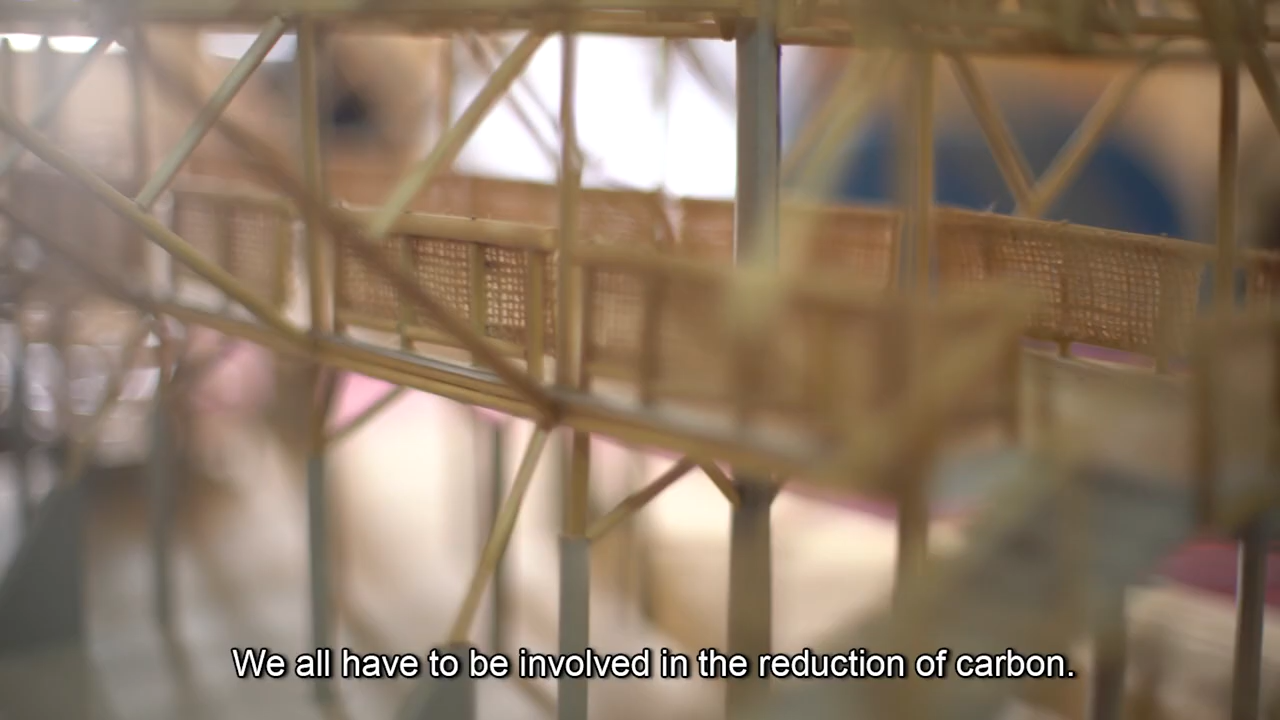 We all have to be involved in the reduction of carbon.